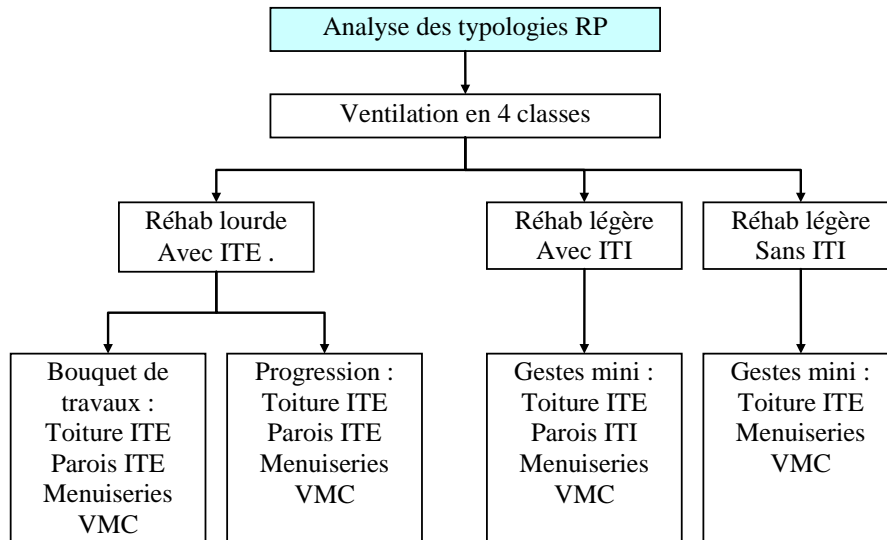 Analyse des typologies RP
Ventilation en 4 classes
Réhab lourde
Avec ITE .
Réhab légère
Avec ITI
Réhab légère
Sans ITI
Bouquet de
travaux :
Toiture ITE
Parois ITE
Menuiseries
VMC
Progression :
Toiture ITE
Parois ITE
Menuiseries
VMC
Gestes mini :
Toiture ITE
Parois ITI
Menuiseries
VMC
Gestes mini :
Toiture ITE
Menuiseries
VMC